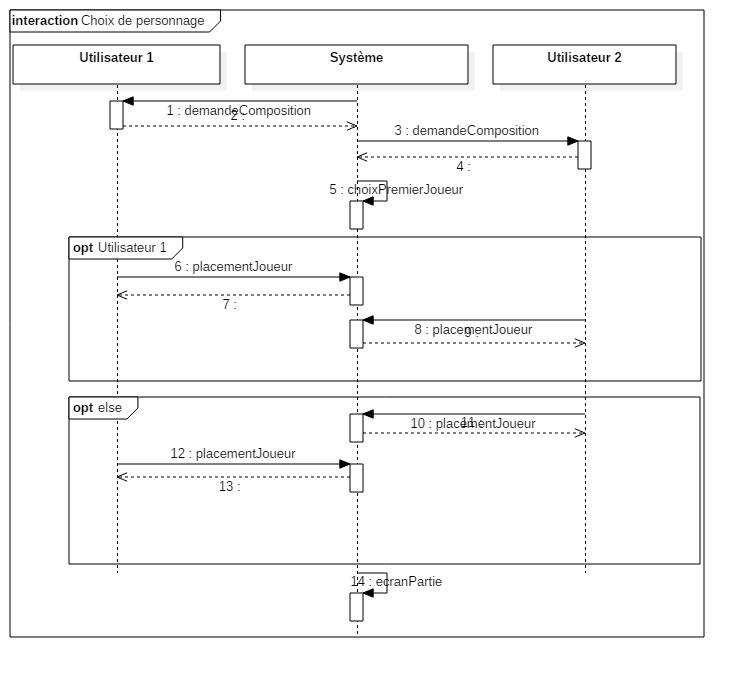 interaction Choix de personnage
Utilisateur 1
Système
Utilisateur 2
1 : demandeComposition
2 :
3 : demandeComposition
4 :
5 : choixPremierJoueur
opt Utilisateur 1
6 : placementJoueur
7 :
8 : placementJoueur
9 :
opt else
10 : placementJoueur
11 :
12 : placementJoueur
13 :
14 : ecranPartie